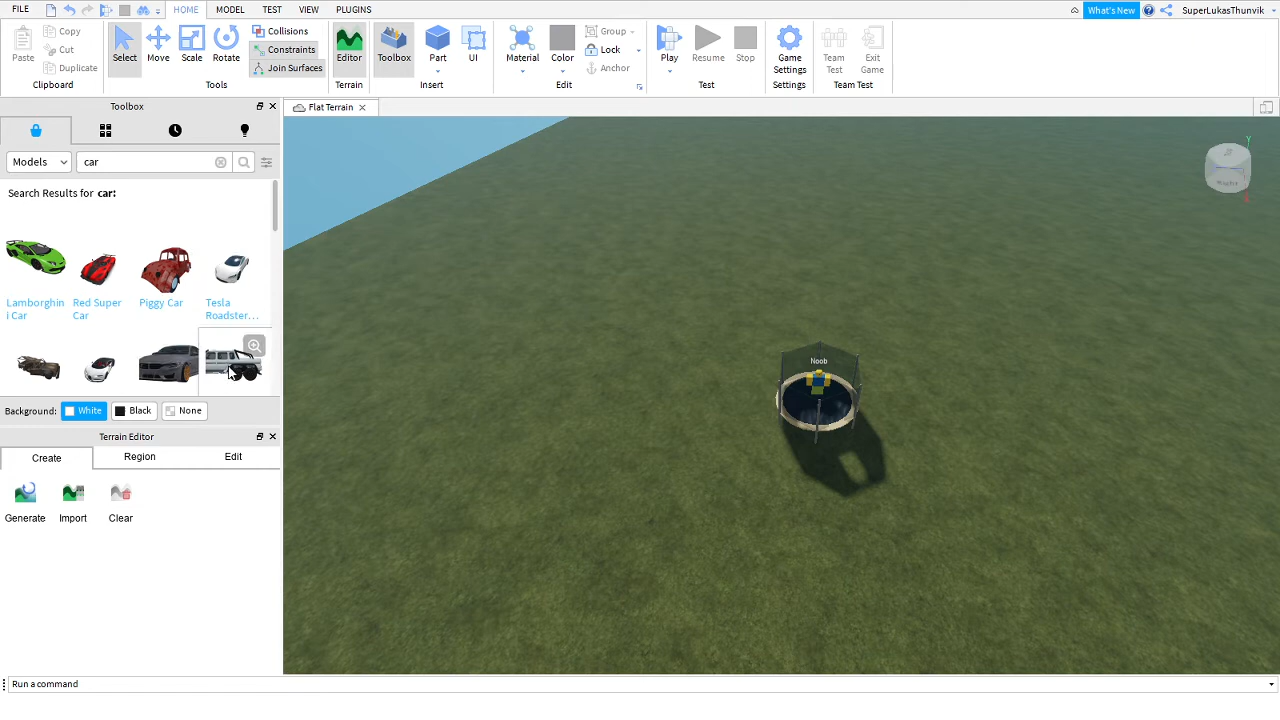 FILE HOME MODEL TEST VIEW PLUGINS What's New SuperLukasThunvik
Paste Copy Cut Duplicate Select Move Scale Rotate Collisions Constraints Join Surfaces Editor Toolbox Part UI Material Color Group Lock Anchor Play Resume Stop Game Settings Team Test Exit Game
Clipboard Tools Terrain Insert Edit Test Settings Team Test
Toolbox
Flat Terrain
Models car
Search Results for car:
Lamborghini Car
Red Super Car
Piggy Car
Tesla Roadster...
Background: White Black None
Terrain Editor
Create Region Edit
Generate Import Clear
Noob
Y
Run a command